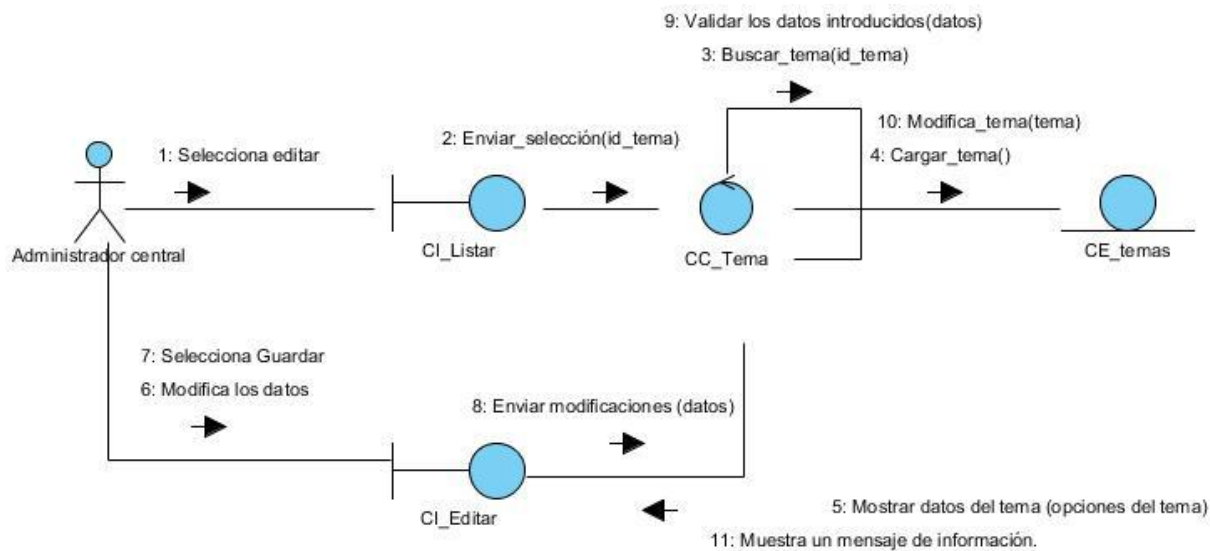 9: Validar los datos introducidos(datos)
3: Buscar_tema(id_tema)
10: Modifica_tema(tema)
4: Cargar_tema()
2: Enviar_selección(id_tema)
1: Selecciona editar
Administrador central
CI_Listar
CC_Tema
CE_temas
7: Selecciona Guardar
6: Modifica los datos
8: Enviar modificaciones (datos)
CI_Editar
5: Mostrar datos del tema (opciones del tema)
11: Muestra un mensaje de información.